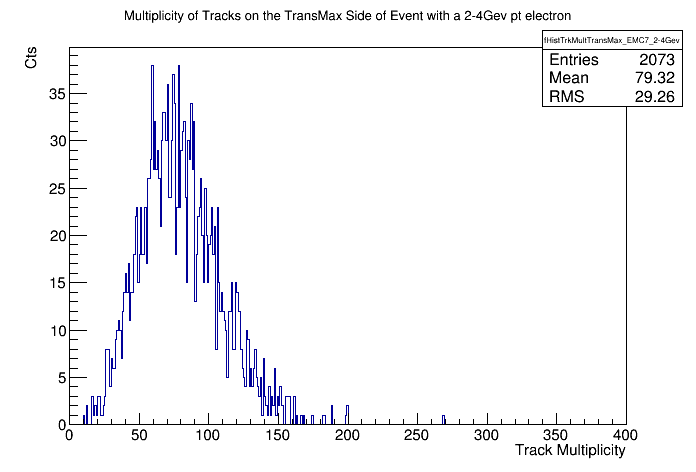 Multiplicity of Tracks on the TransMax Side of Event with a 2-4Gev pt electron
fHistTrkMultTransMax_EMC7_2-4Gev
Entries 2073
Mean 79.32
RMS 29.26
Cts
35
30
25
20
15
10
5
0
0 50 100 150 200 250 300 350 400
Track Multiplicity